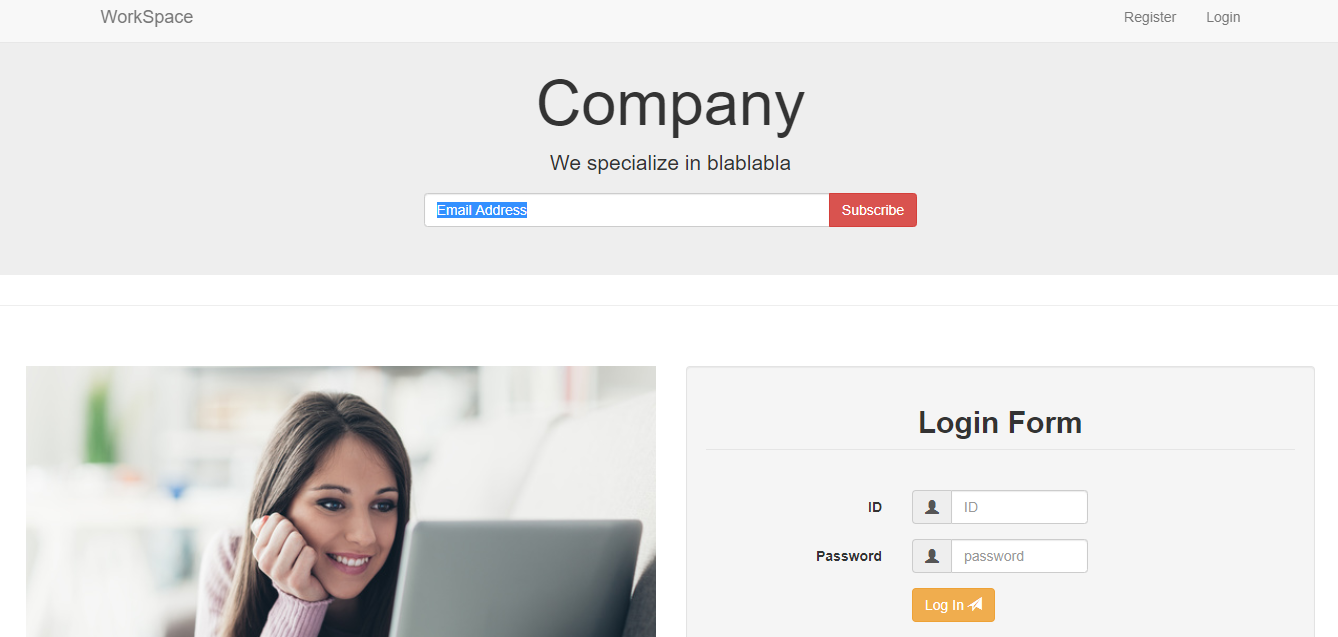 WorkSpace Register Login
Company
We specialize in blablabla
Email Address Subscribe
Login Form
ID ID
Password password
Log In